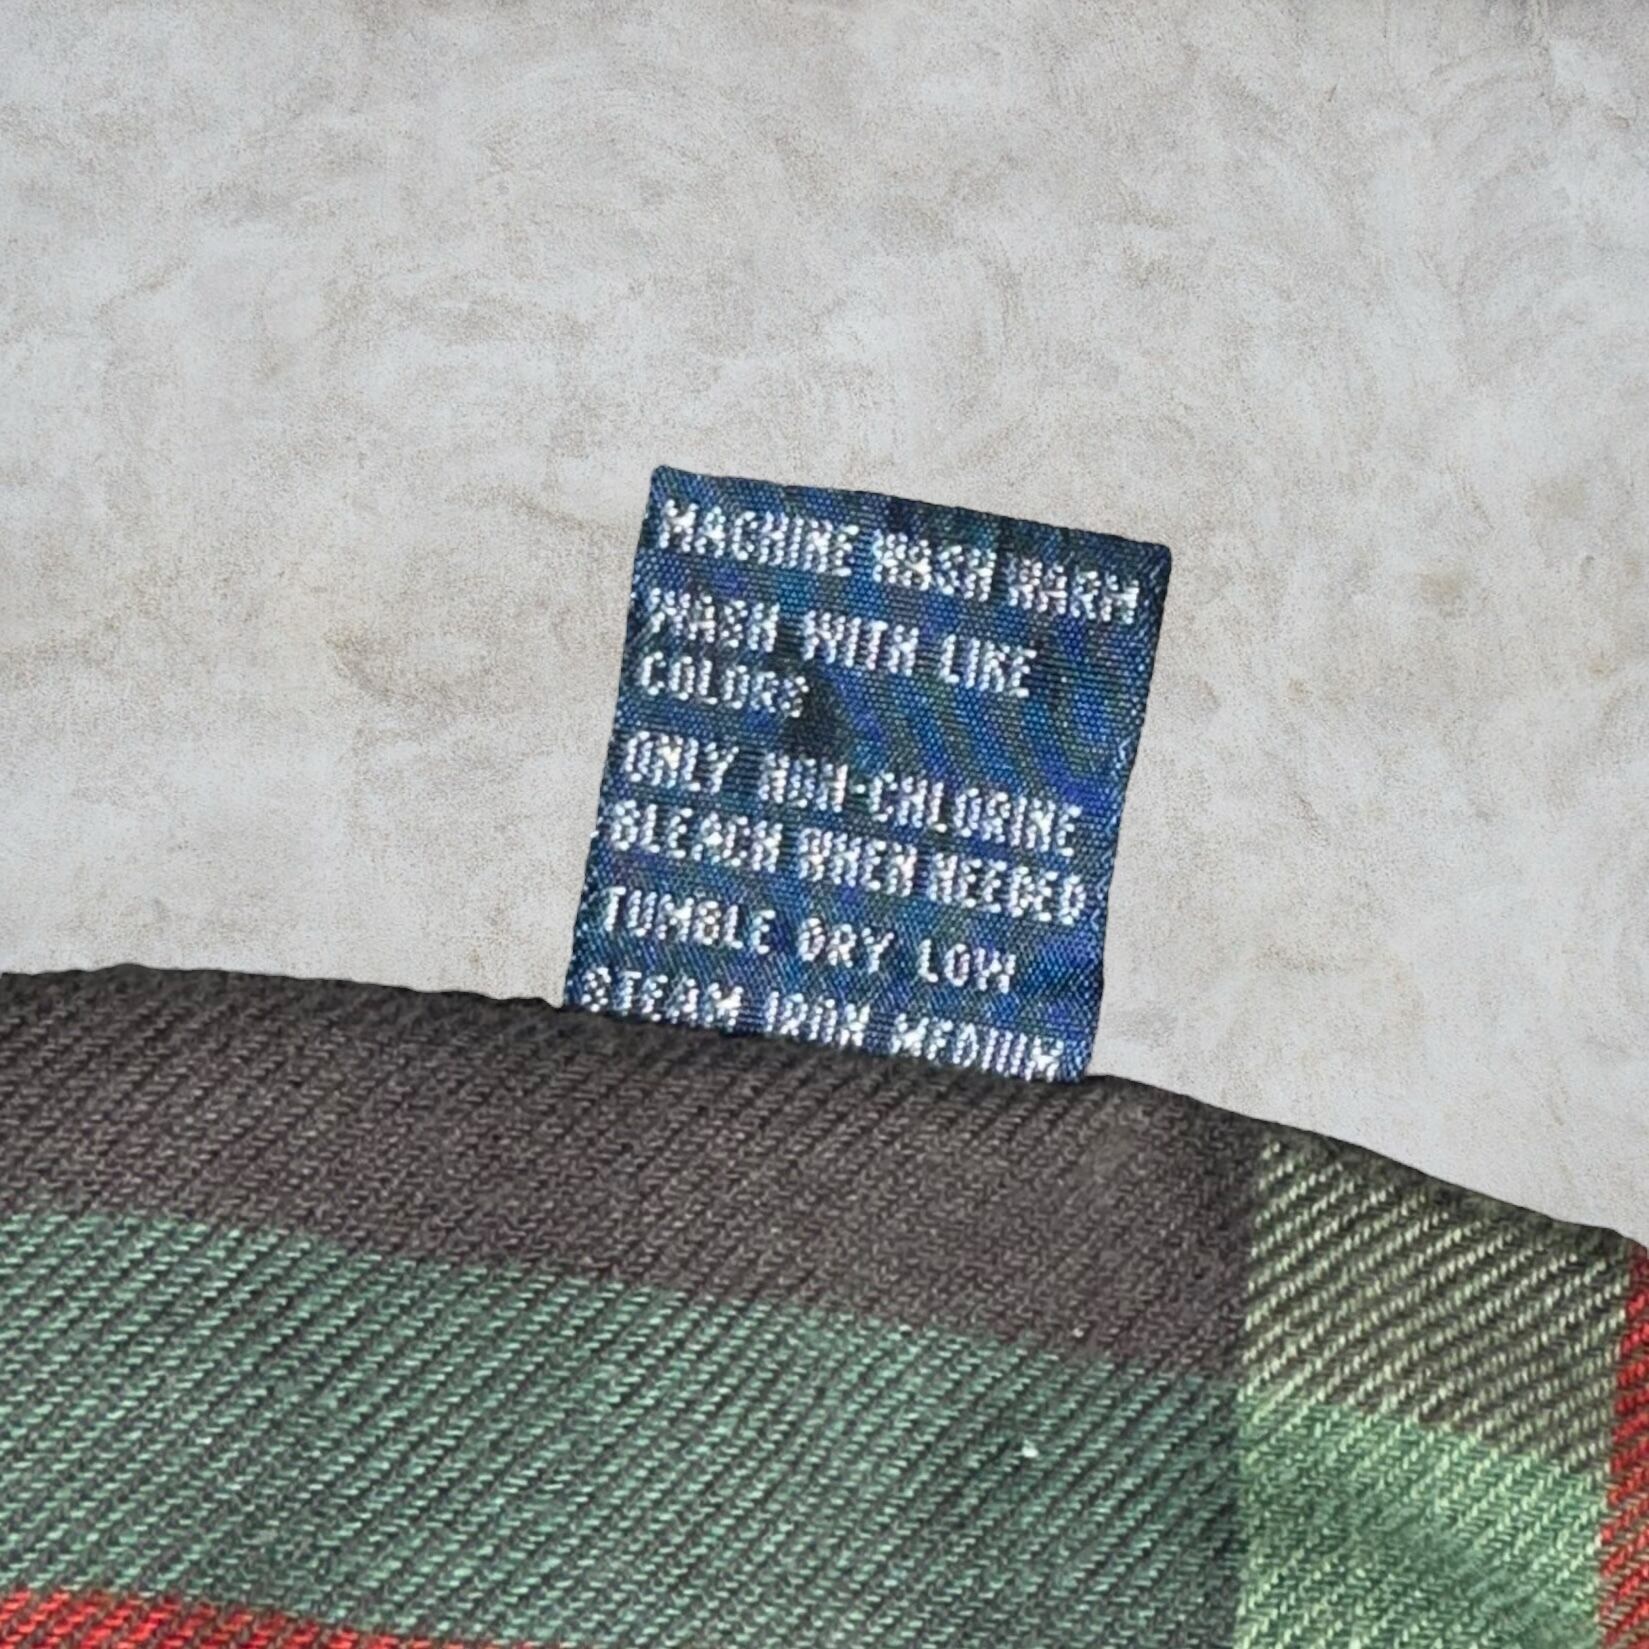 MACHINE WASH WARM
WASH WITH LIKE
COLORS
ONLY NON-CHLORINE
BLEACH WHEN NEEDED
TUMBLE DRY LOW
STEAM IRON MEDIUM